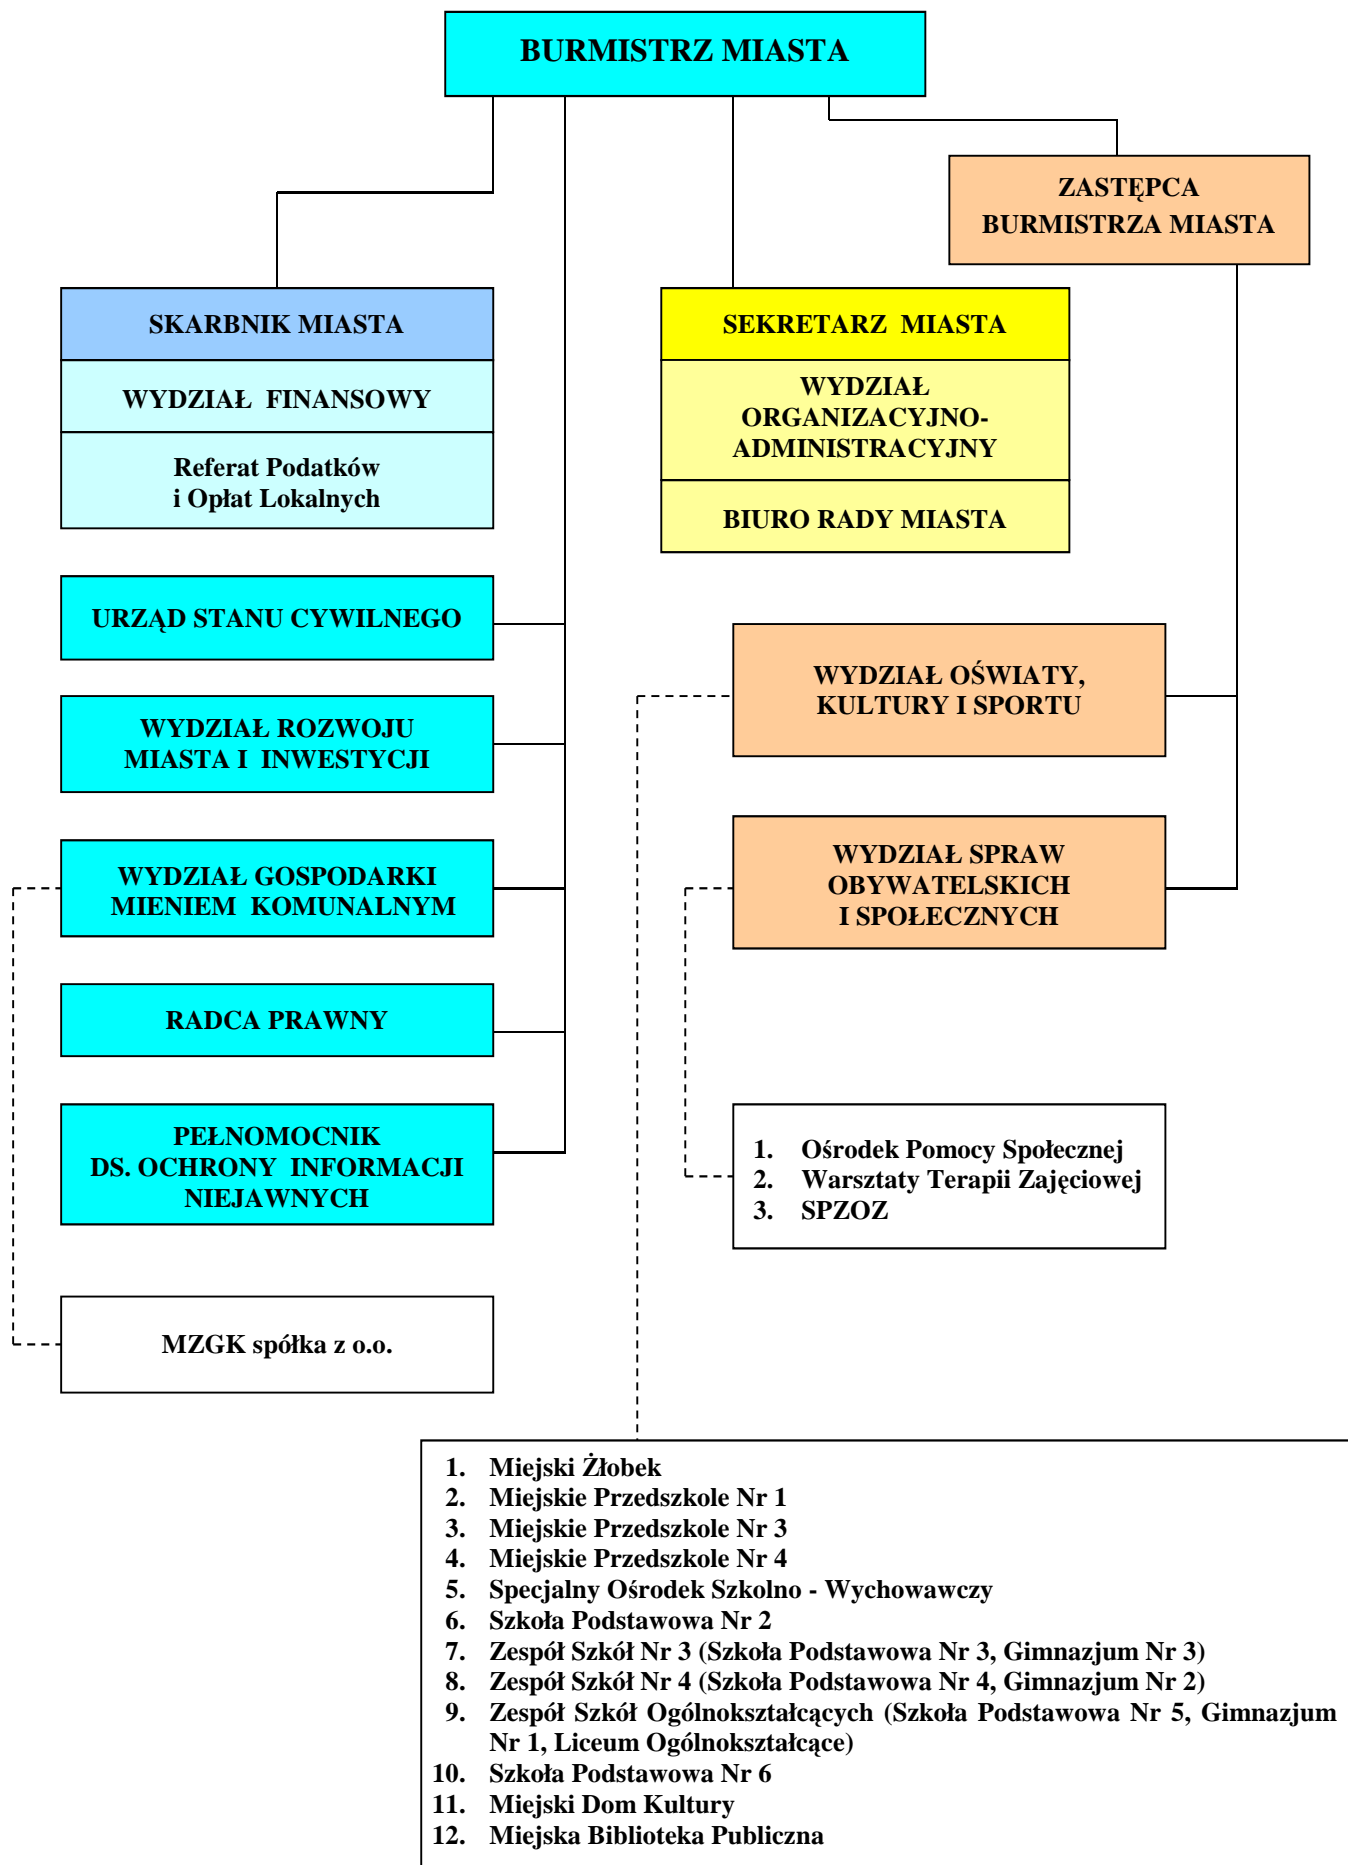 BURMISTRZ MIASTA
ZASTĘPCA
BURMISTRZA MIASTA
SKARBNIK MIASTA
WYDZIAŁ FINANSOWY
Referat Podatków
i Opłat Lokalnych
SEKRETARZ MIASTA
WYDZIAŁ
ORGANIZACYJNO-
ADMINISTRACYJNY
BIURO RADY MIASTA
URZĄD STANU CYWILNEGO
WYDZIAŁ ROZWOJU
MIASTA I INWESTYCJI
WYDZIAŁ GOSPODARKI
MIENIEM KOMUNALNYM
RADCA PRAWNY
PEŁNOMOCNIK
DS. OCHRONY INFORMACJI
NIEJAWNYCH
MZGK spółka z o.o.
WYDZIAŁ OŚWIATY,
KULTURY I SPORTU
WYDZIAŁ SPRAW
OBYWATELSKICH
I SPOŁECZNYCH
1. Ośrodek Pomocy Społecznej
2. Warsztaty Terapii Zajęciowej
3. SPZOZ
1. Miejski Żłobek
2. Miejskie Przedszkole Nr 1
3. Miejskie Przedszkole Nr 3
4. Miejskie Przedszkole Nr 4
5. Specjalny Ośrodek Szkolno - Wychowawczy
6. Szkoła Podstawowa Nr 2
7. Zespół Szkół Nr 3 (Szkoła Podstawowa Nr 3, Gimnazjum Nr 3)
8. Zespół Szkół Nr 4 (Szkoła Podstawowa Nr 4, Gimnazjum Nr 2)
9. Zespół Szkół Ogólnokształcących (Szkoła Podstawowa Nr 5, Gimnazjum
Nr 1, Liceum Ogólnokształcące)
10. Szkoła Podstawowa Nr 6
11. Miejski Dom Kultury
12. Miejska Biblioteka Publiczna